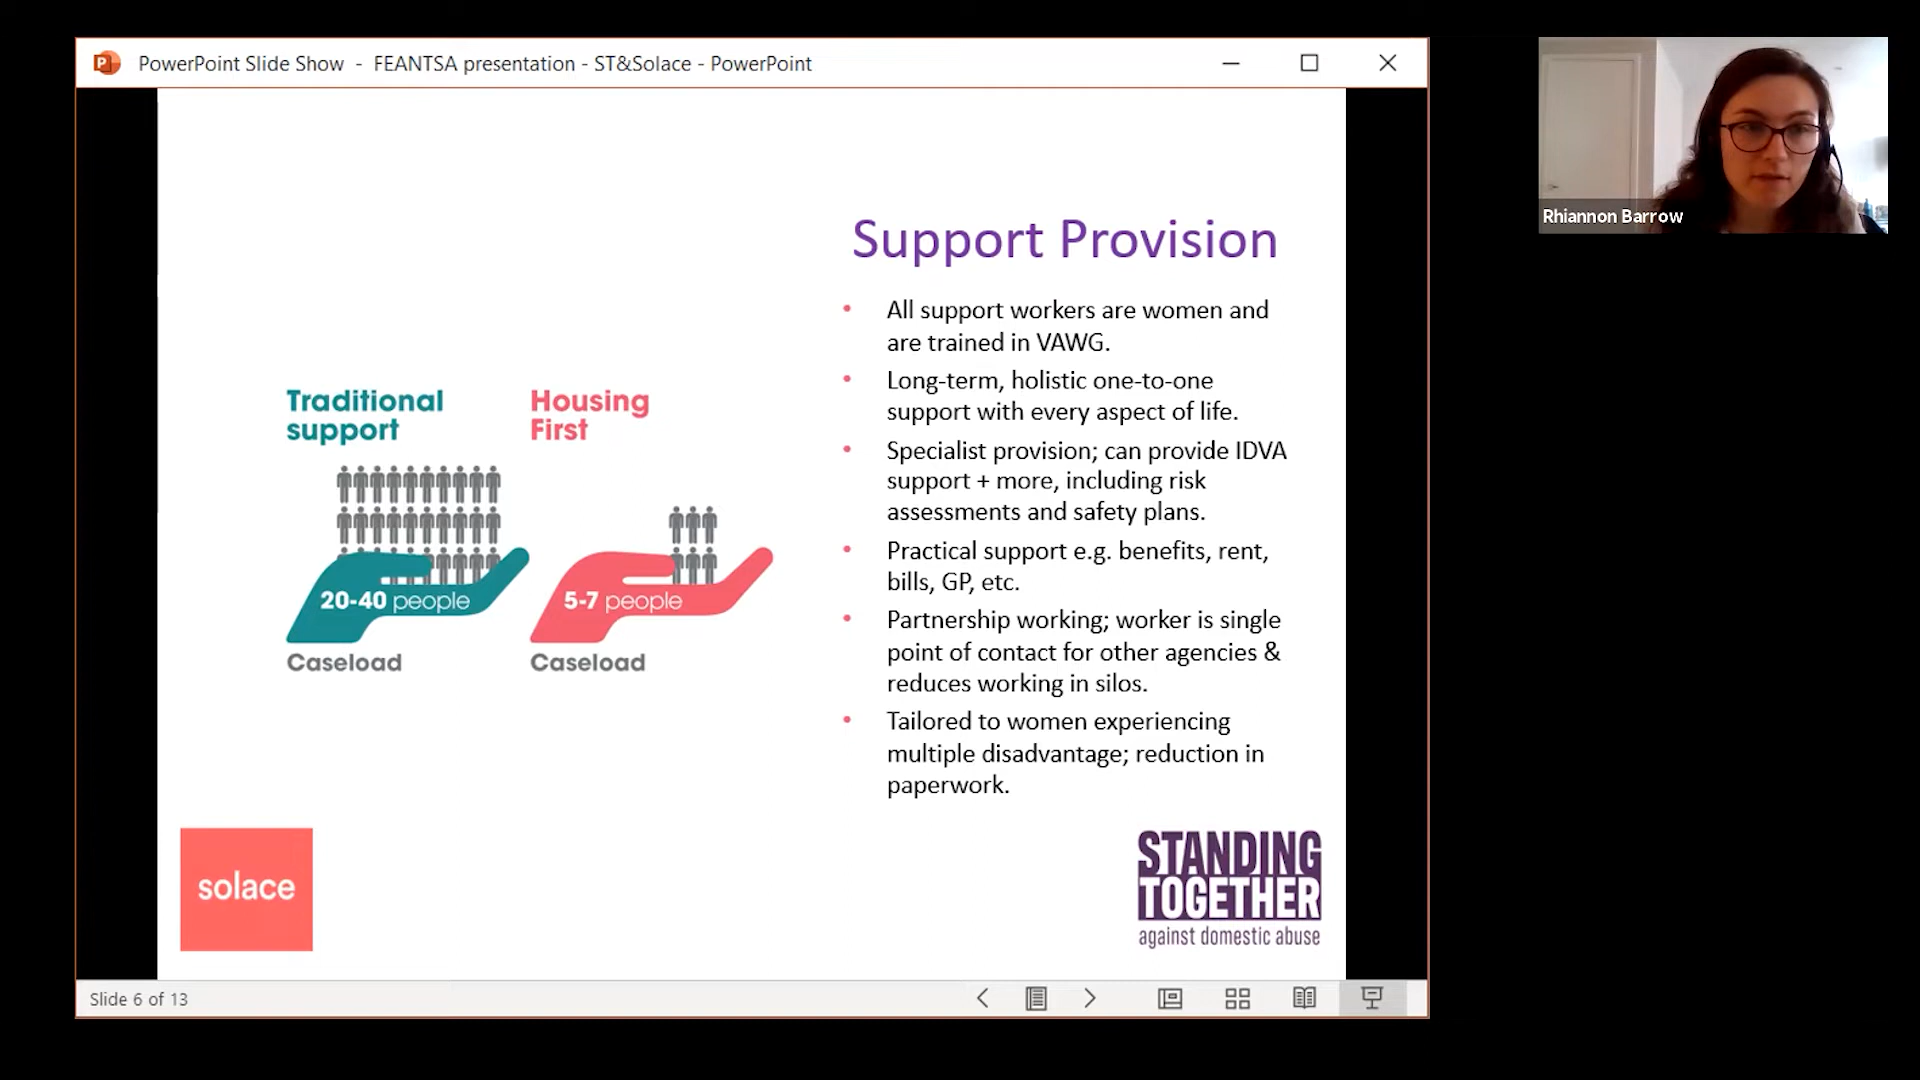 PowerPoint Slide Show - FEANTSA presentation - ST&Solace - PowerPoint
Rhiannon Barrow
Support Provision
• All support workers are women and
are trained in VAWG.
• Long-term, holistic one-to-one
support with every aspect of life.
• Specialist provision; can provide IDVA
support + more, including risk
assessments and safety plans.
• Practical support e.g. benefits, rent,
bills, GP, etc.
• Partnership working; worker is single
point of contact for other agencies &
reduces working in silos.
• Tailored to women experiencing
multiple disadvantage; reduction in
paperwork.
Traditional
support
20-40 people
Caseload
Housing
First
5-7 people
Caseload
solace
STANDING
TOGETHER
against domestic abuse
Slide 6 of 13